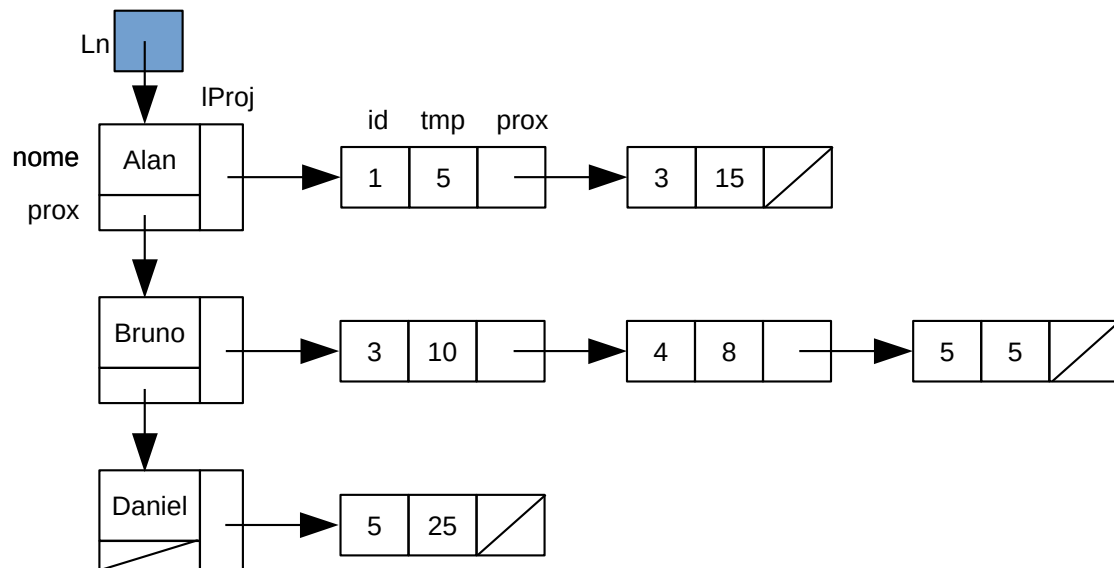 Ln
lProj
id tmp prox
nome Alan
1 5 3 15
prox
Bruno
3 10 4 8 5 5
Daniel
5 25